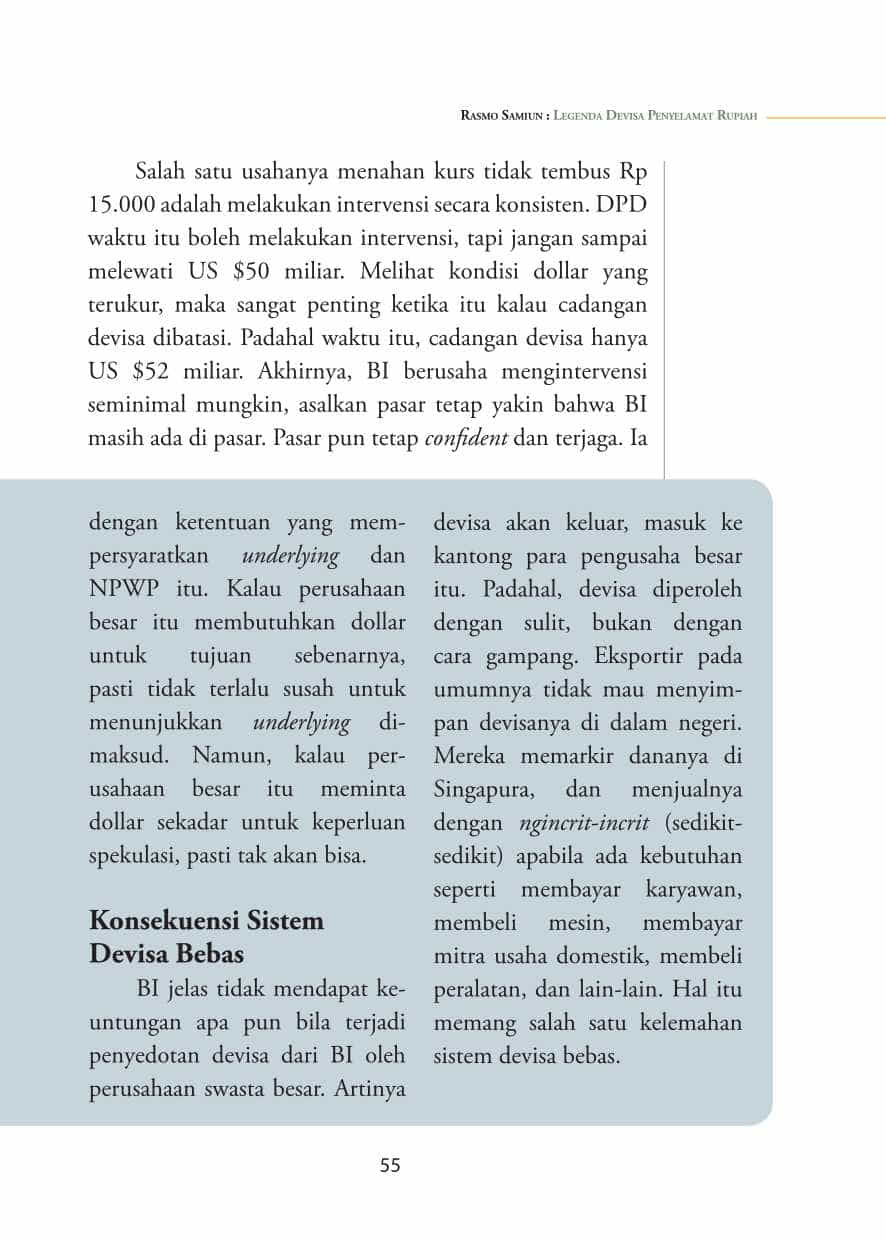 Rasmo Samiun : Legenda Devisa Penyelamat Rupiah
Salah satu usahanya menahan kurs tidak tembus Rp
15.000 adalah melakukan intervensi secara konsisten. DPD
waktu itu boleh melakukan intervensi, tapi jangan sampai
melewati US $50 miliar. Melihat kondisi dollar yang
terukur, maka sangat penting ketika itu kalau cadangan
devisa dibatasi. Padahal waktu itu, cadangan devisa hanya
US $52 miliar. Akhirnya, BI berusaha mengintervensi
seminimal mungkin, asalkan pasar tetap yakin bahwa BI
masih ada di pasar. Pasar pun tetap confident dan terjaga. Ia
dengan ketentuan yang mem-
persyaratkan underlying dan
NPWP itu. Kalau perusahaan
besar itu membutuhkan dollar
untuk tujuan sebenarnya,
pasti tidak terlalu susah untuk
menunjukkan underlying di-
maksud. Namun, kalau per-
usahaan besar itu meminta
dollar sekadar untuk keperluan
spekulasi, pasti tak akan bisa.
Konsekuensi Sistem
Devisa Bebas
BI jelas tidak mendapat ke-
untungan apa pun bila terjadi
penyedotan devisa dari BI oleh
perusahaan swasta besar. Artinya
devisa akan keluar, masuk ke
kantong para pengusaha besar
itu. Padahal, devisa diperoleh
dengan sulit, bukan dengan
cara gampang. Eksportir pada
umumnya tidak mau menyim-
pan devisanya di dalam negeri.
Mereka memarkir dananya di
Singapura, dan menjualnya
dengan ngincrit-incrit (sedikit-
sedikit) apabila ada kebutuhan
seperti membayar karyawan,
membeli mesin, membayar
mitra usaha domestik, membeli
peralatan, dan lain-lain. Hal itu
memang salah satu kelemahan
sistem devisa bebas.
55